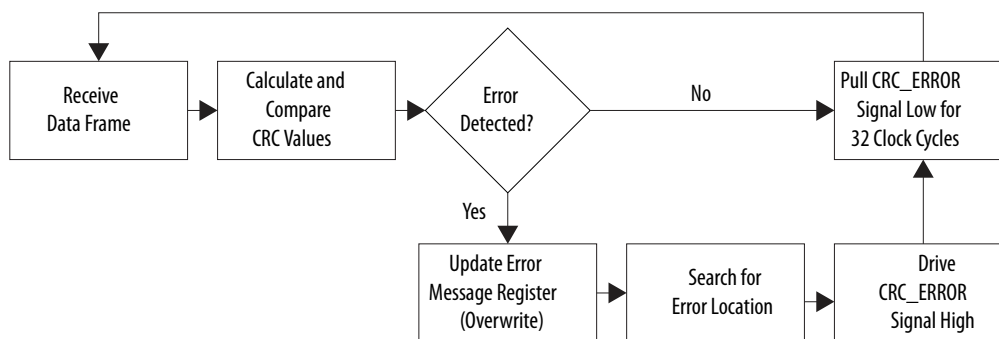 Receive
Data Frame
Calculate and
Compare
CRC Values
Error
Detected?
No
Pull CRC_ERROR
Signal Low for
32 Clock Cycles
Yes
Update Error
Message Register
(Overwrite)
Search for
Error Location
Drive
CRC_ERROR
Signal High